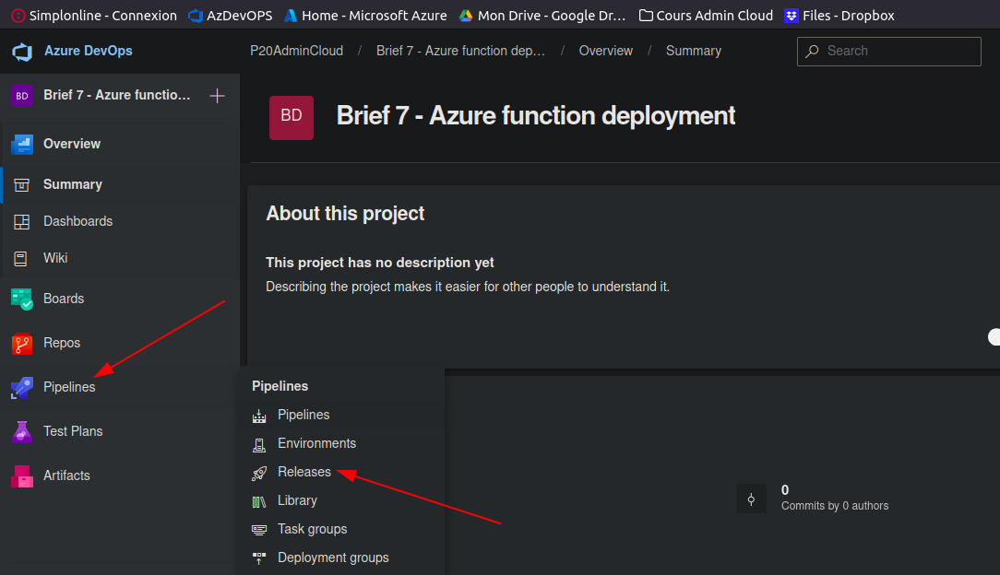 Simplonline - Connexion AzDevOPS Home - Microsoft Azure Mon Drive - Google Dr… Cours Admin Cloud Files - Dropbox
Azure DevOps
P20AdminCloud / Brief 7 - Azure function dep… / Overview / Summary
Search
BD Brief 7 - Azure functio…
BD Brief 7 - Azure function deployment
Overview
Summary
Dashboards
Wiki
Boards
Repos
Pipelines
Test Plans
Artifacts
About this project
This project has no description yet
Describing the project makes it easier for other people to understand it.
Pipelines
Pipelines
Environments
Releases
Library
Task groups
Deployment groups
0
Commits by 0 authors